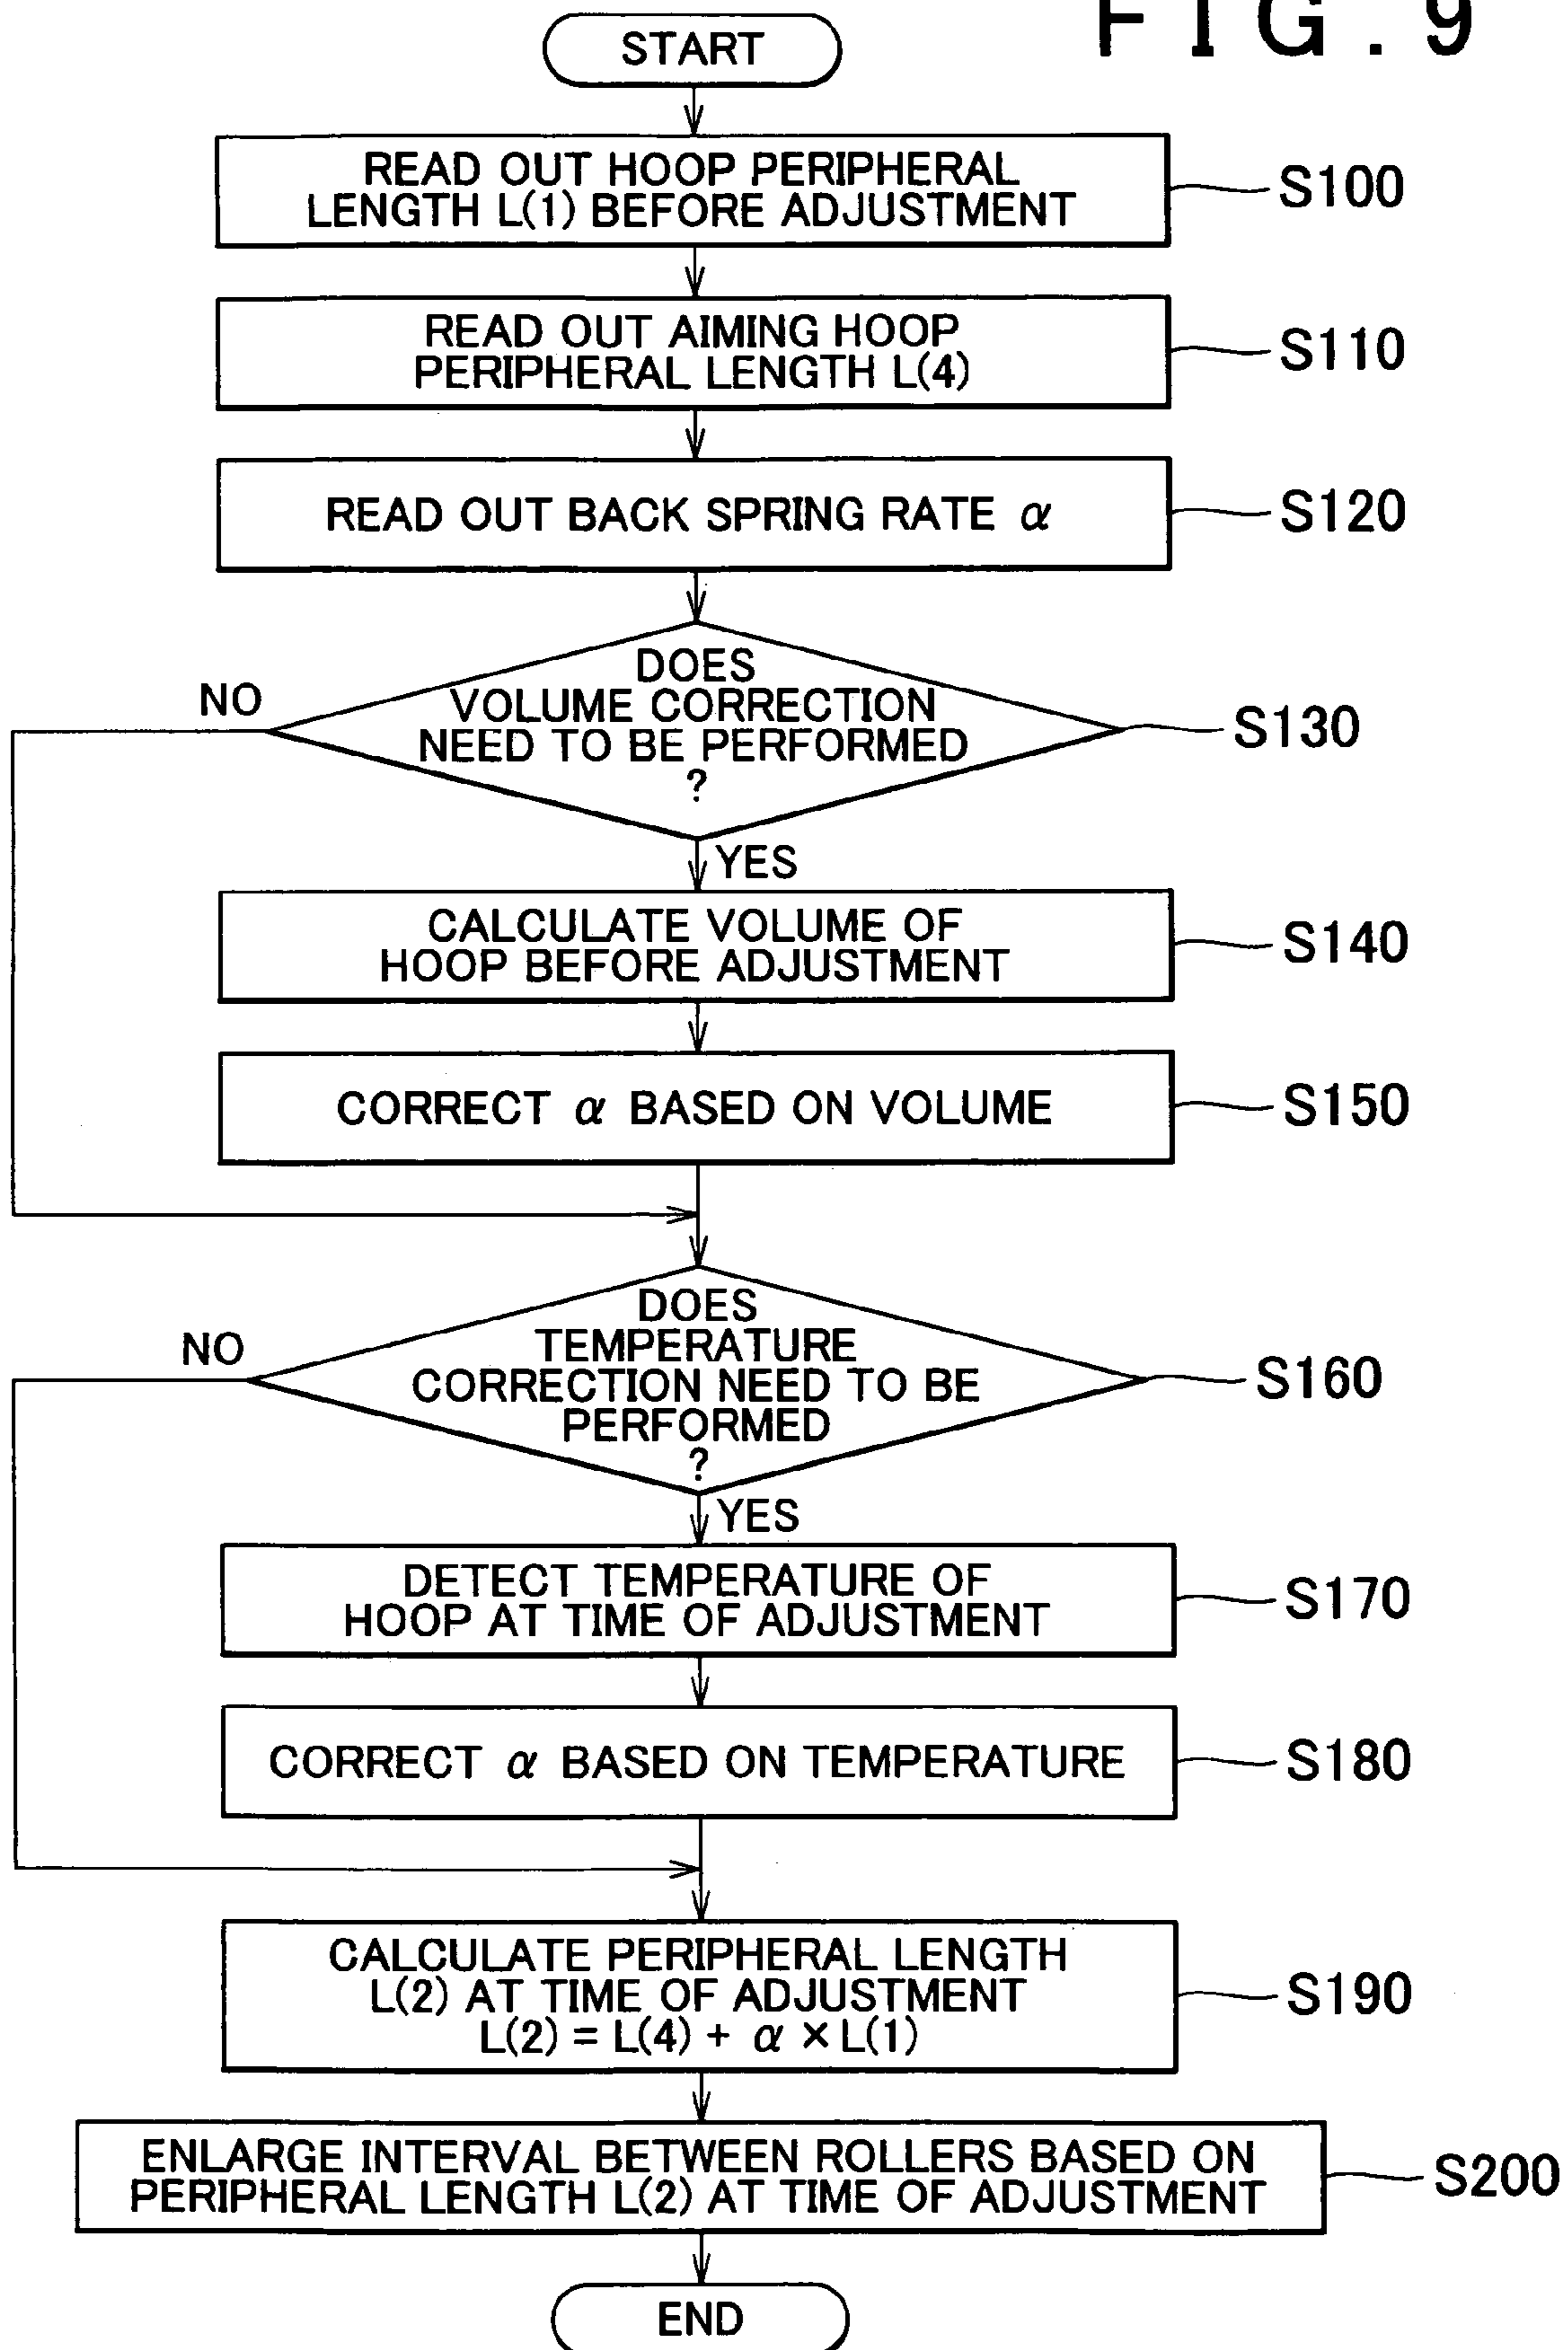 FIG. 9
START
READ OUT HOOP PERIPHERAL
LENGTH L(1) BEFORE ADJUSTMENT
S100
READ OUT AIMING HOOP
PERIPHERAL LENGTH L(4)
S110
READ OUT BACK SPRING RATE α
S120
DOES
VOLUME CORRECTION
NEED TO BE PERFORMED
?
NO
S130
YES
CALCULATE VOLUME OF
HOOP BEFORE ADJUSTMENT
S140
CORRECT α BASED ON VOLUME
S150
DOES
TEMPERATURE
CORRECTION NEED TO BE
PERFORMED
?
NO
S160
YES
DETECT TEMPERATURE OF
HOOP AT TIME OF ADJUSTMENT
S170
CORRECT α BASED ON TEMPERATURE
S180
CALCULATE PERIPHERAL LENGTH
L(2) AT TIME OF ADJUSTMENT
L(2) = L(4) + α × L(1)
S190
ENLARGE INTERVAL BETWEEN ROLLERS BASED ON
PERIPHERAL LENGTH L(2) AT TIME OF ADJUSTMENT
S200
END